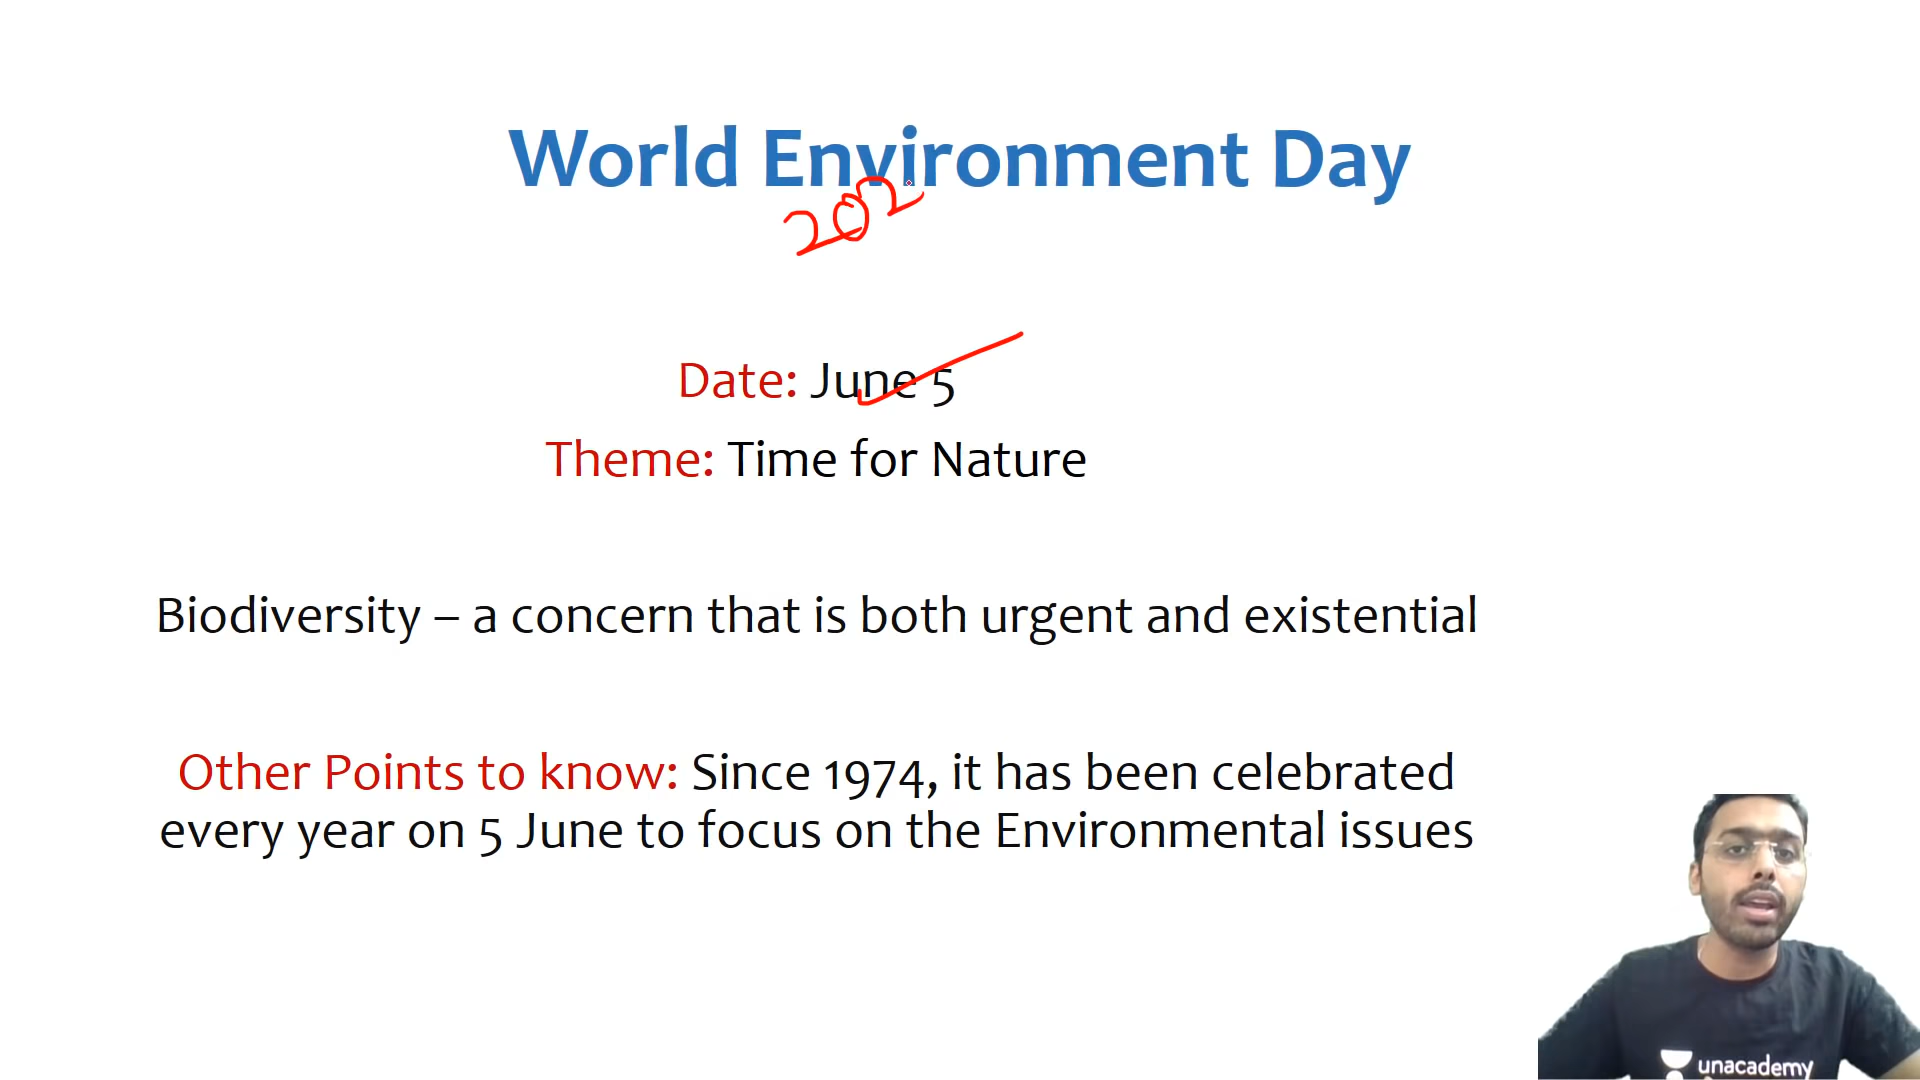 World Environment Day
202
Date: June 5
Theme: Time for Nature
Biodiversity – a concern that is both urgent and existential
Other Points to know: Since 1974, it has been celebrated
every year on 5 June to focus on the Environmental issues
unacademy